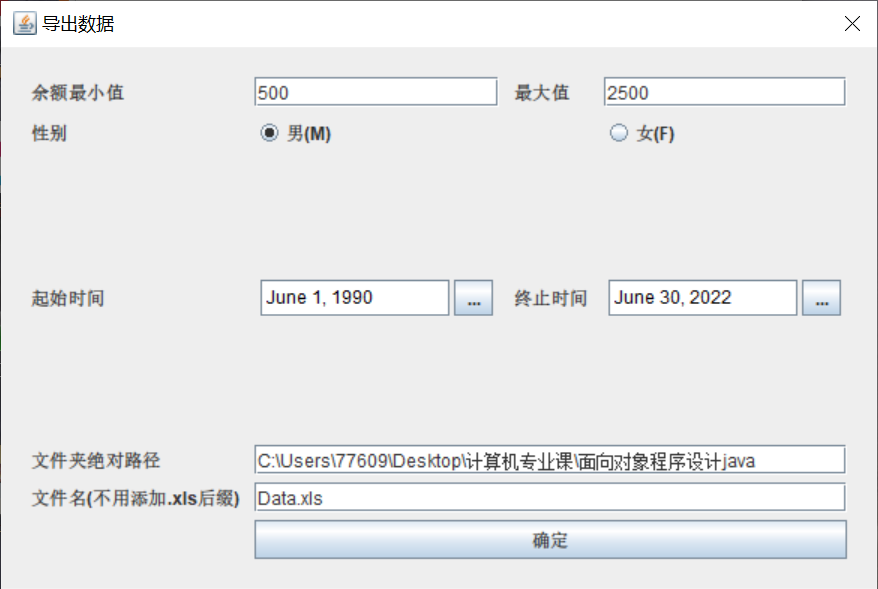 导出数据
余额最小值 500 最大值 2500
性别 男(M) 女(F)
起始时间 June 1, 1990 ... 终止时间 June 30, 2022 ...
文件夹绝对路径 C:\Users\77609\Desktop\计算机专业课\面向对象程序设计java
文件名(不用添加.xls后缀) Data.xls
确定